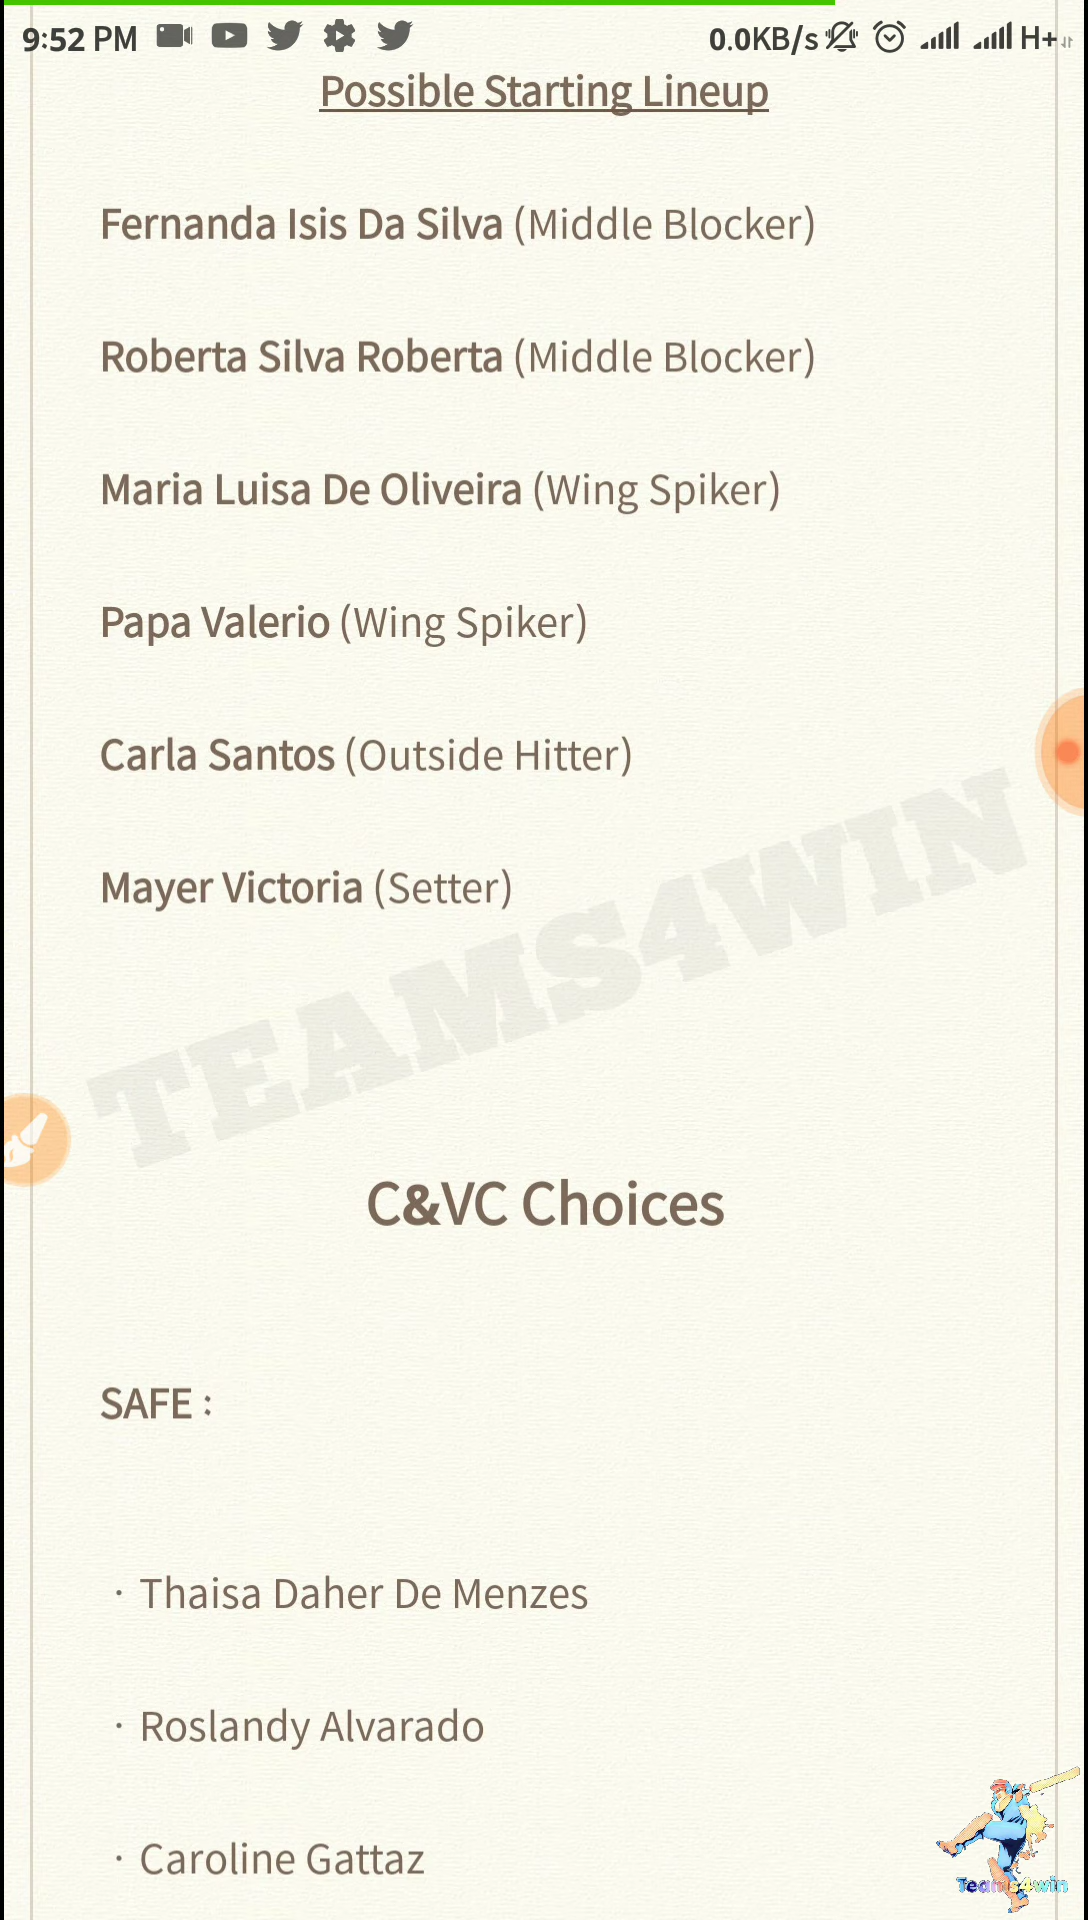 9:52 PM 0.0KB/s H+
Possible Starting Lineup
Fernanda Isis Da Silva (Middle Blocker)
Roberta Silva Roberta (Middle Blocker)
Maria Luisa De Oliveira (Wing Spiker)
Papa Valerio (Wing Spiker)
Carla Santos (Outside Hitter)
Mayer Victoria (Setter)
TEAMS4WIN
C&VC Choices
SAFE :
· Thaisa Daher De Menzes
· Roslandy Alvarado
· Caroline Gattaz
Teams4win